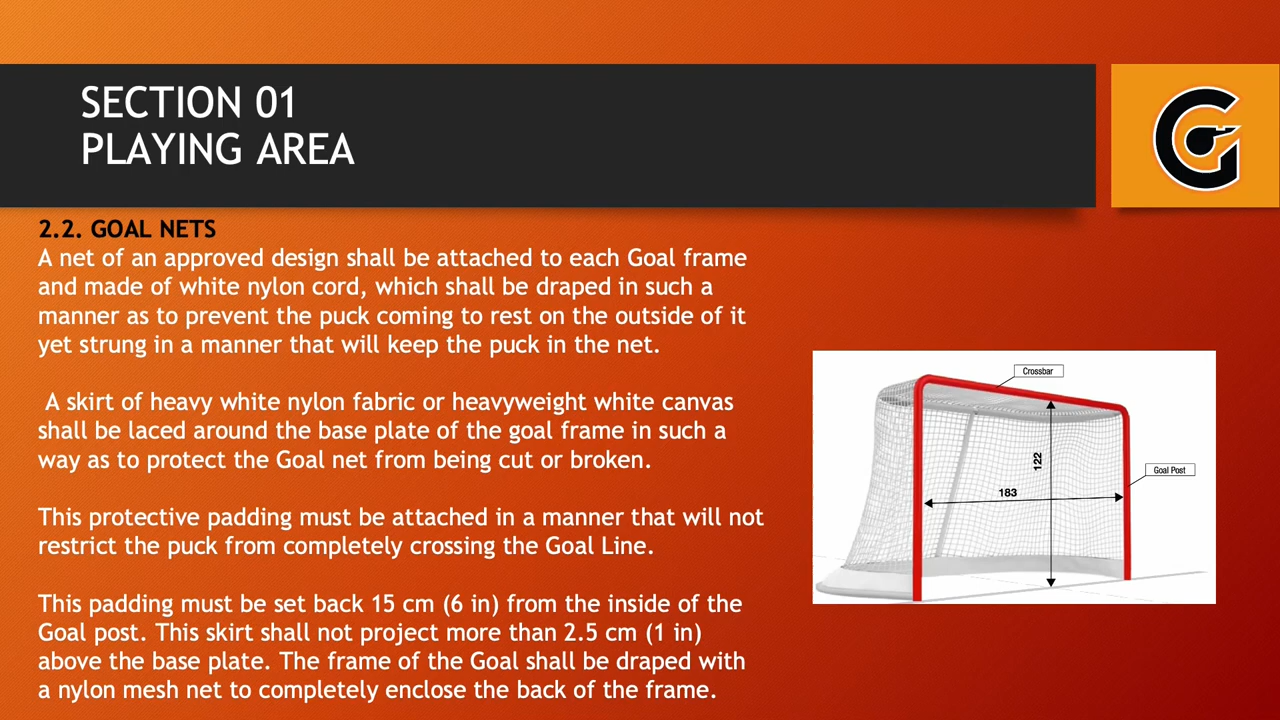 SECTION 01
PLAYING AREA
2.2. GOAL NETS
A net of an approved design shall be attached to each Goal frame
and made of white nylon cord, which shall be draped in such a
manner as to prevent the puck coming to rest on the outside of it
yet strung in a manner that will keep the puck in the net.
A skirt of heavy white nylon fabric or heavyweight white canvas
shall be laced around the base plate of the goal frame in such a
way as to protect the Goal net from being cut or broken.
This protective padding must be attached in a manner that will not
restrict the puck from completely crossing the Goal Line.
This padding must be set back 15 cm (6 in) from the inside of the
Goal post. This skirt shall not project more than 2.5 cm (1 in)
above the base plate. The frame of the Goal shall be draped with
a nylon mesh net to completely enclose the back of the frame.
Crossbar
122
Goal Post
183
G